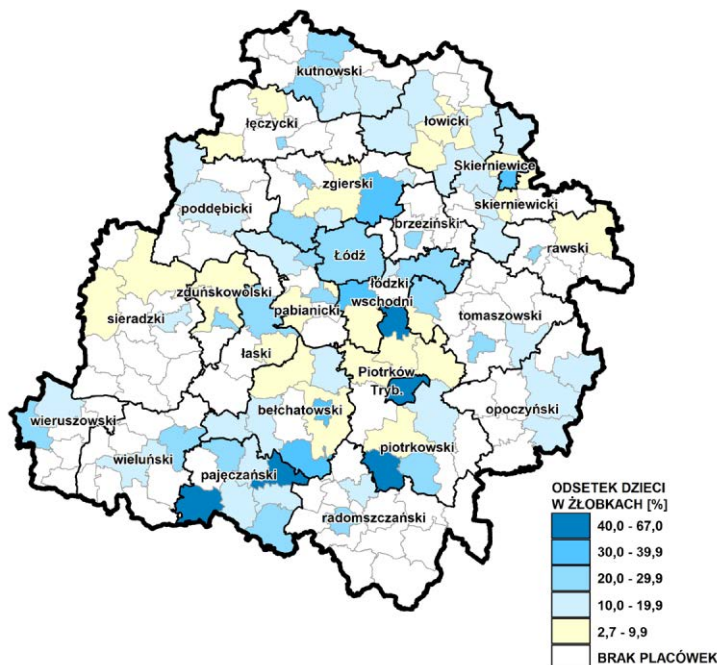 kutnowski
łęczycki
łowicki
Skierniewice
zgierski
skierniewicki
poddębicki
brzeziński
rawski
Łódź
łódzki
wschodni
zduńskowolski
pabianicki
sieradzki
tomaszowski
łaski
Piotrków
Tryb.
bełchatowski
opoczyński
wieruszowski
piotrkowski
wieluński
pajęczański
radomszczański
ODSETEK DZIECI
W ŻŁOBKACH [%]
40,0 - 67,0
30,0 - 39,9
20,0 - 29,9
10,0 - 19,9
2,7 - 9,9
BRAK PLACÓWEK